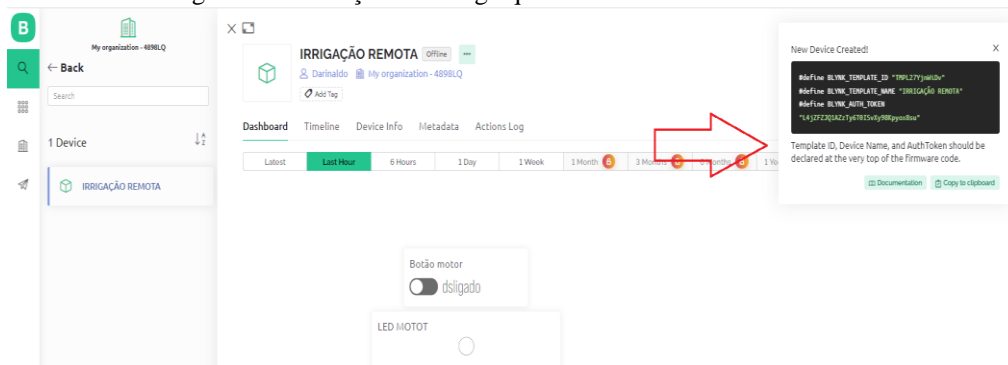 B
My organization - 4898LQ
← Back
Search
1 Device
IRRIGAÇÃO REMOTA
X
IRRIGAÇÃO REMOTA Offline ...
Darinaldo My organization - 4898LQ
Add Tag
Dashboard Timeline Device Info Metadata Actions Log
Latest Last Hour 6 Hours 1 Day 1 Week 1 Month 3 Months 6 Months
Botão motor
dsligado
LED MOTOT
New Device Created! X
#define BLYNK_TEMPLATE_ID
#define BLYNK_TEMPLATE_NAME "IRRIGAÇÃO REMOTA"
#define BLYNK_AUTH_TOKEN
Template ID, Device Name, and AuthToken should be
declared at the very top of the firmware code.
Documentation Copy to clipboard